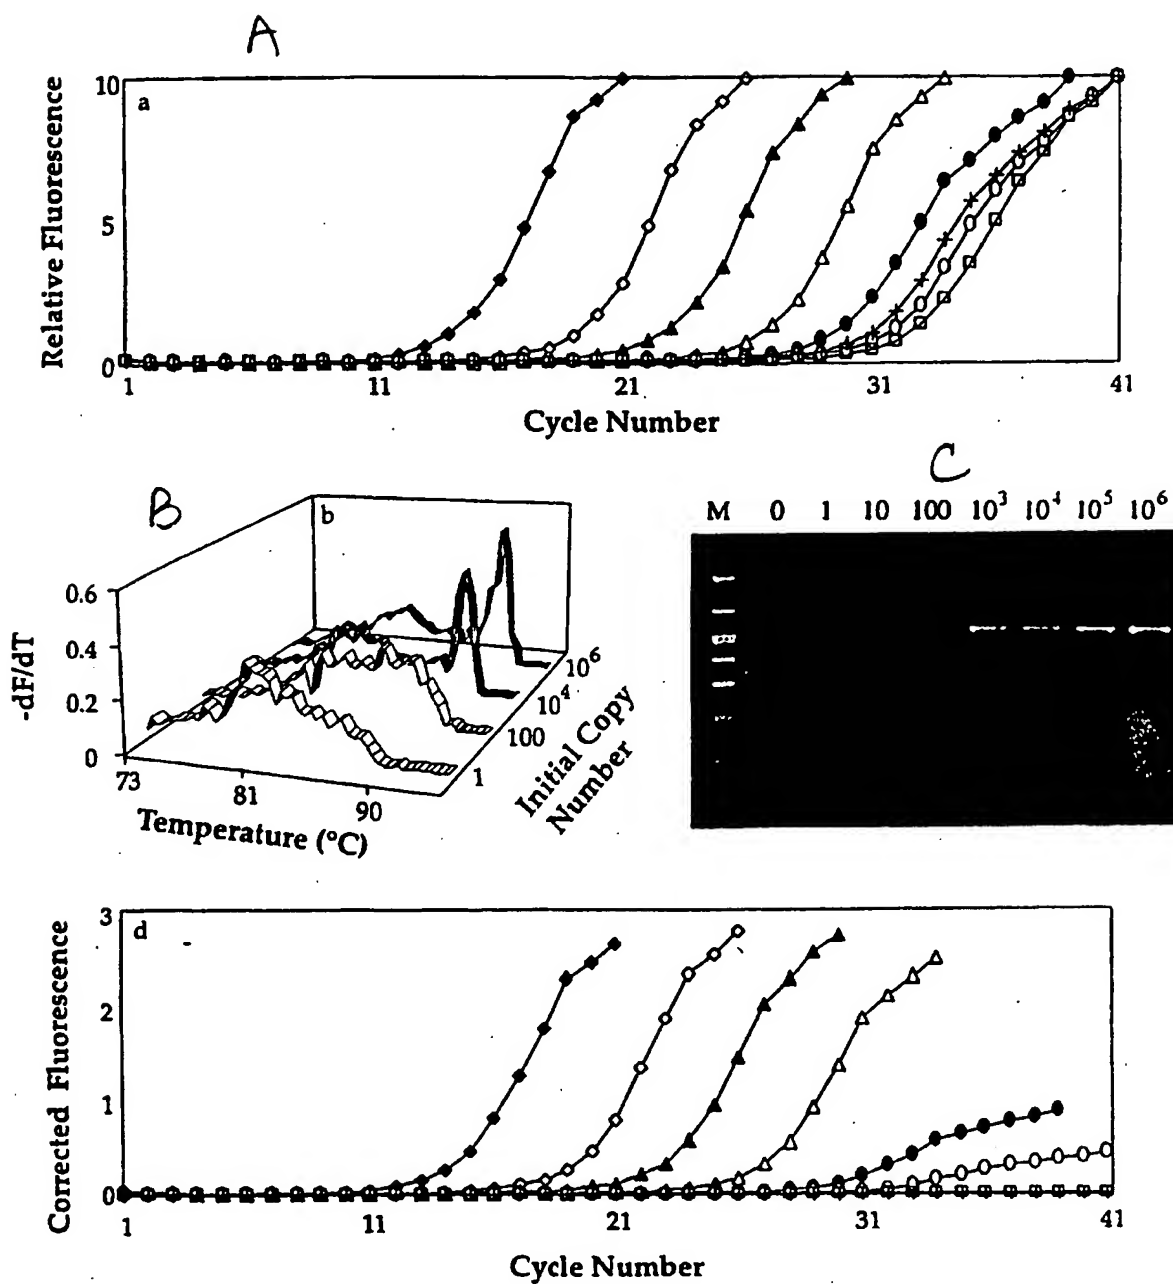 A
10
a
5
0
Relative Fluorescence
1 11 21 31 41
Cycle Number
B
b
0.6
0.4
0.2
0
-dF/dT
73 81 90
Temperature (°C)
1
100
10⁴
10⁶
Initial Copy
Number
C
M 0 1 10 100 10³ 10⁴ 10⁵ 10⁶
3
d
2
1
0
Corrected Fluorescence
1 11 21 31 41
Cycle Number